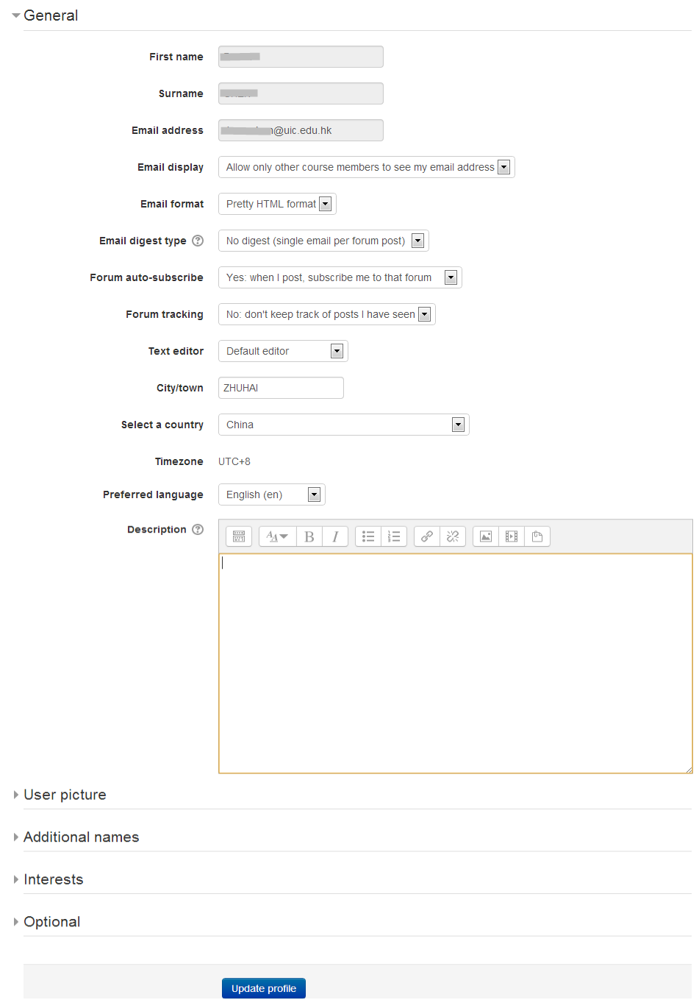 General
First name
Surname
Email address @uic.edu.hk
Email display Allow only other course members to see my email address
Email format Pretty HTML format
Email digest type ? No digest (single email per forum post)
Forum auto-subscribe Yes: when I post, subscribe me to that forum
Forum tracking No: don't keep track of posts I have seen
Text editor Default editor
City/town ZHUHAI
Select a country China
Timezone UTC+8
Preferred language English (en)
Description ?
User picture
Additional names
Interests
Optional
Update profile